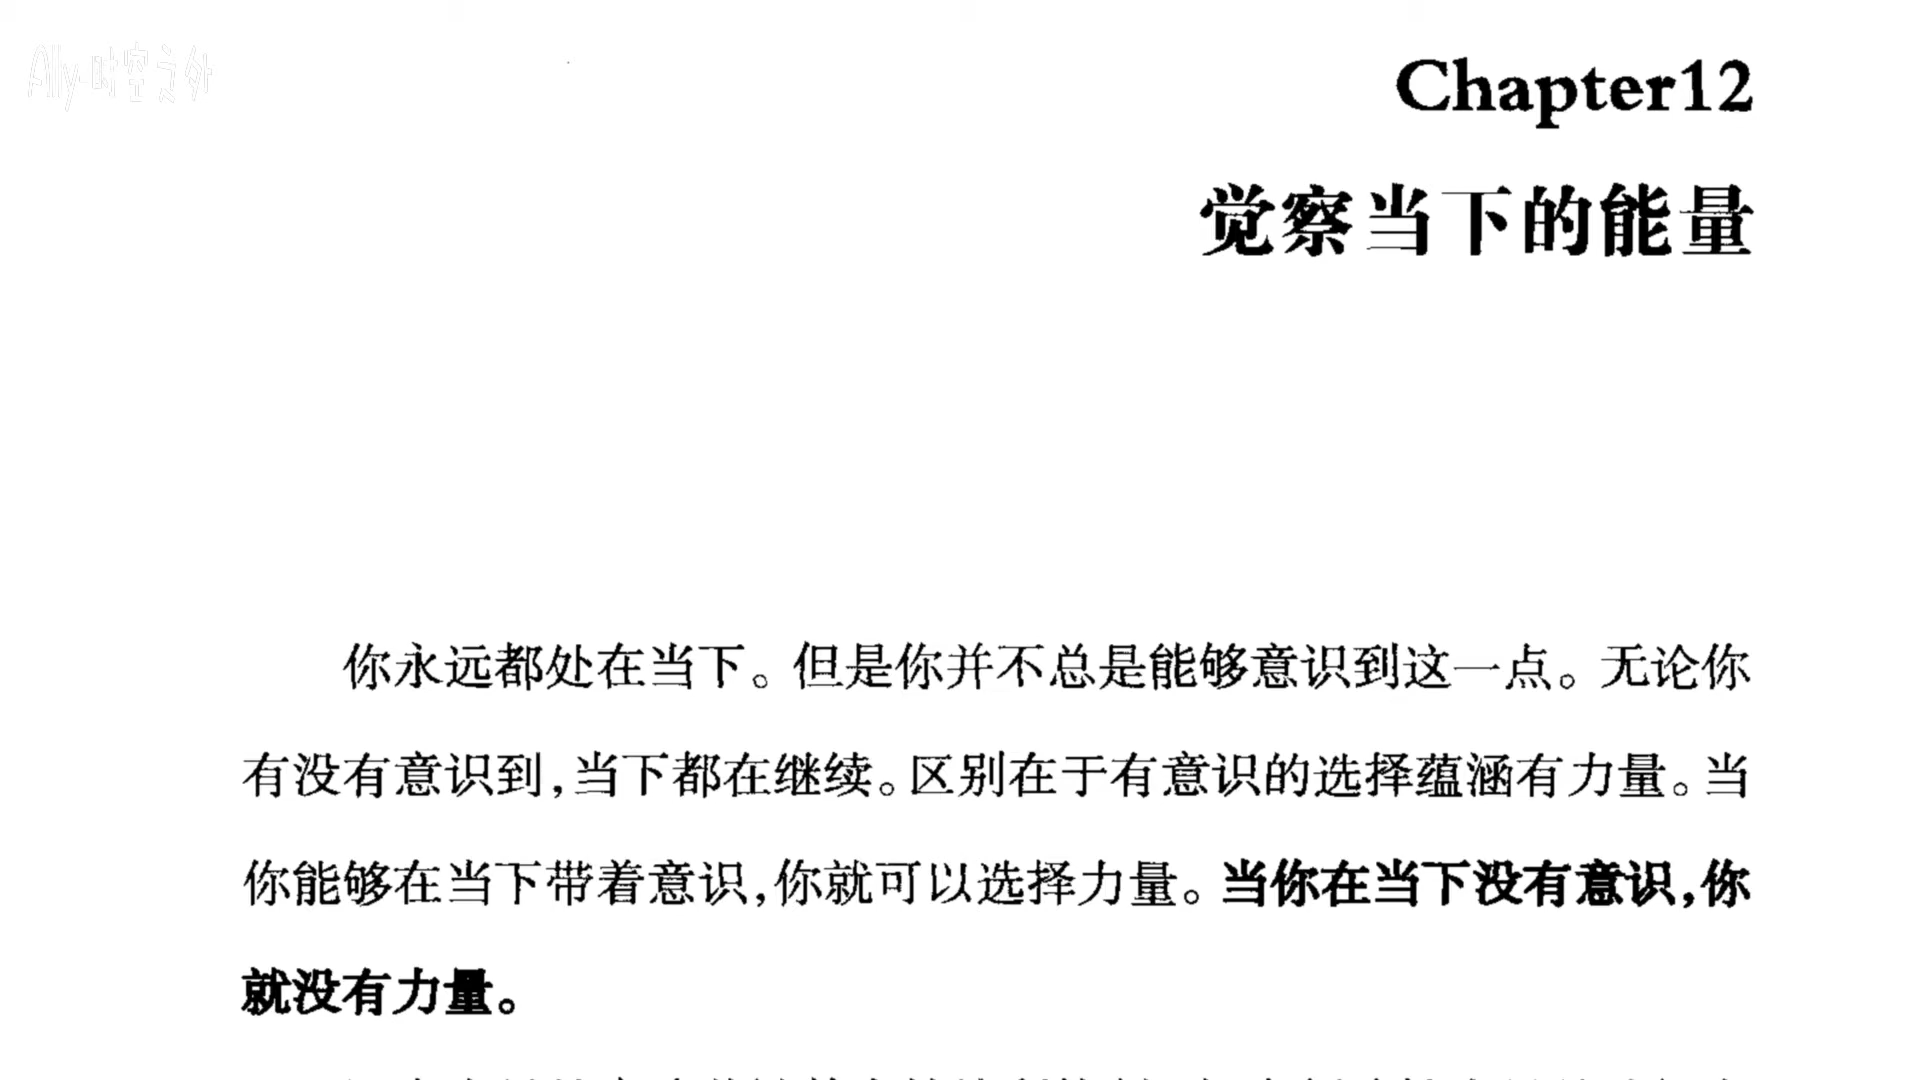 Ally-时空之外
Chapter12
觉察当下的能量
你永远都处在当下。但是你并不总是能够意识到这一点。无论你
有没有意识到,当下都在继续。区别在于有意识的选择蕴涵有力量。当
你能够在当下带着意识,你就可以选择力量。当你在当下没有意识,你
就没有力量。